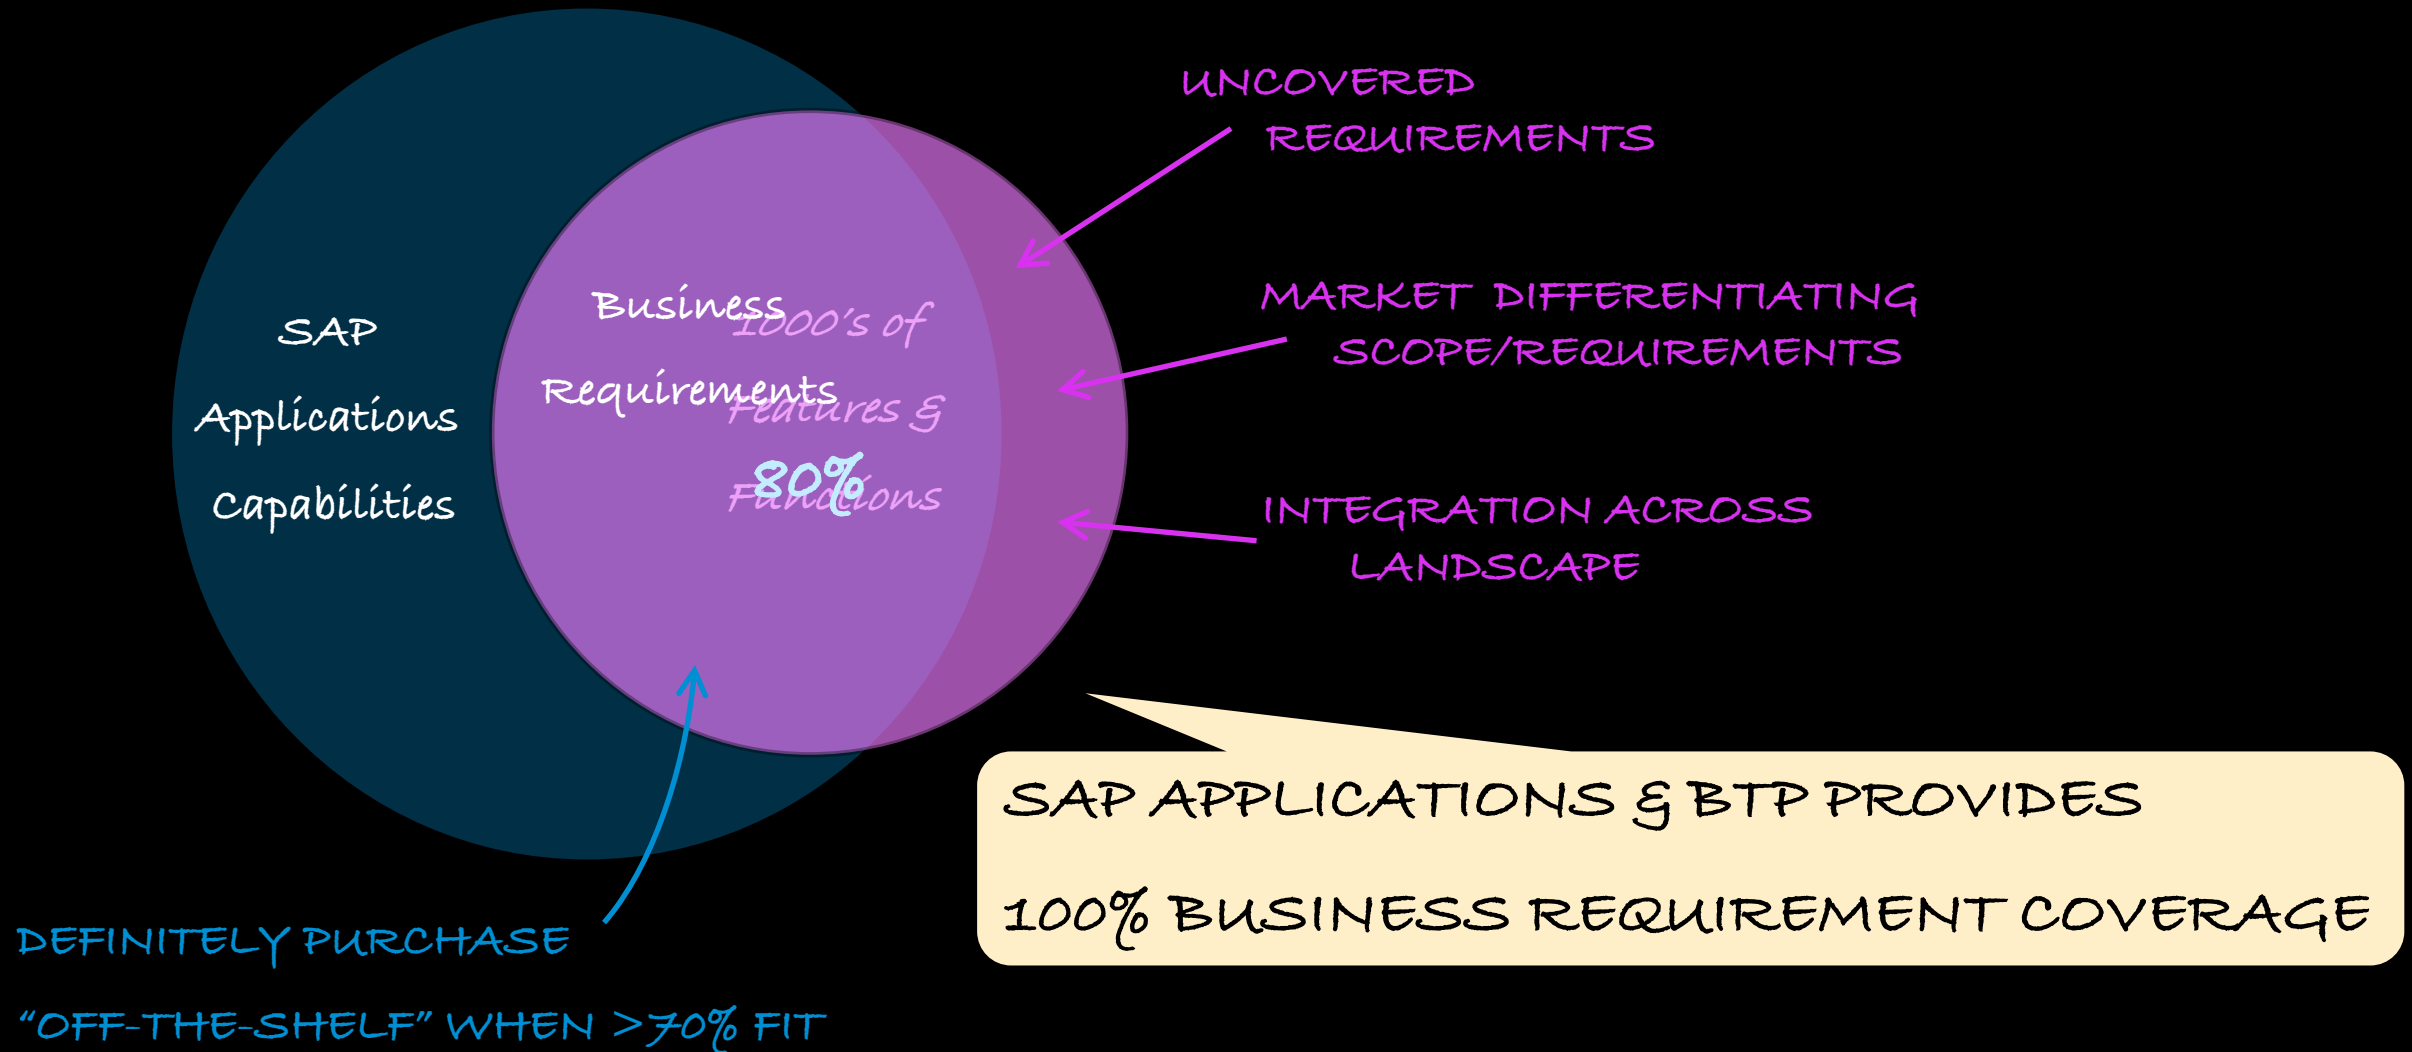 SAP
Applications
Capabilities
Business
Requirements
1000's of
Features &
Functions
80%
UNCOVERED
REQUIREMENTS
MARKET DIFFERENTIATING
SCOPE/REQUIREMENTS
INTEGRATION ACROSS
LANDSCAPE
SAP APPLICATIONS & BTP PROVIDES
100% BUSINESS REQUIREMENT COVERAGE
DEFINITELY PURCHASE
“OFF-THE-SHELF” WHEN >70% FIT